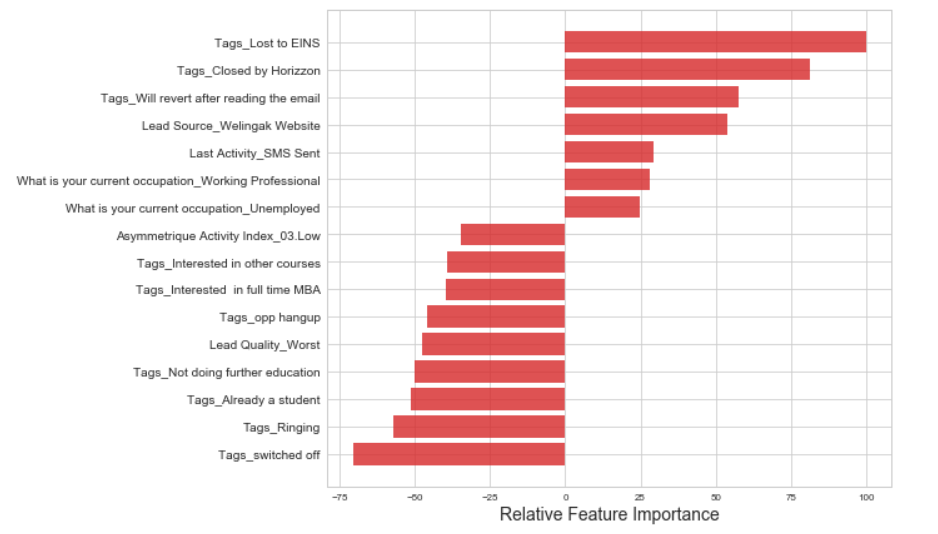 Tags_Lost to EINS
Tags_Closed by Horizzon
Tags_Will revert after reading the email
Lead Source_Welingak Website
Last Activity_SMS Sent
What is your current occupation_Working Professional
What is your current occupation_Unemployed
Asymmetrique Activity Index_03.Low
Tags_Interested in other courses
Tags_Interested  in full time MBA
Tags_opp hangup
Lead Quality_Worst
Tags_Not doing further education
Tags_Already a student
Tags_Ringing
Tags_switched off
−75 −50 −25 0 25 50 75 100
Relative Feature Importance